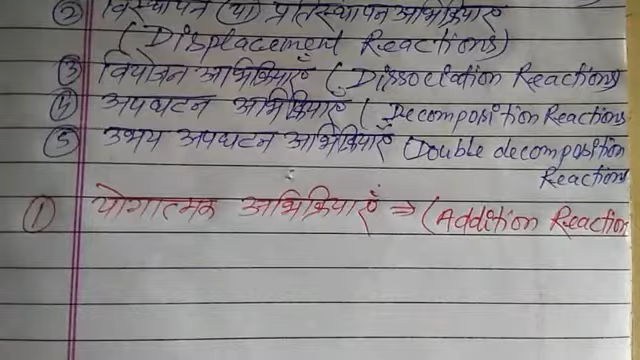 ② विस्थापन (या) प्रतिस्थापन अभिक्रियाएँ
(Displacement Reactions)
③ वियोजन अभिक्रियाएँ (Dissociation Reactions
④ अपघटन अभिक्रियाएँ (Decomposition Reactions
⑤ उभय अपघटन अभिक्रियाएँ (Double decomposition
Reactions
① योगात्मक अभिक्रियाएँ ⇒ (Addition Reaction